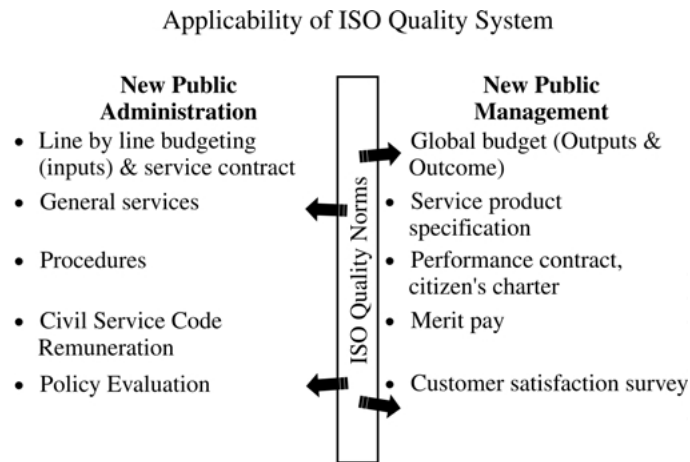 Applicability of ISO Quality System
New Public
Administration
• Line by line budgeting
(inputs) & service contract
• General services
• Procedures
• Civil Service Code
Remuneration
• Policy Evaluation
ISO Quality Norms
New Public
Management
• Global budget (Outputs &
Outcome)
• Service product
specification
• Performance contract,
citizen's charter
• Merit pay
• Customer satisfaction survey